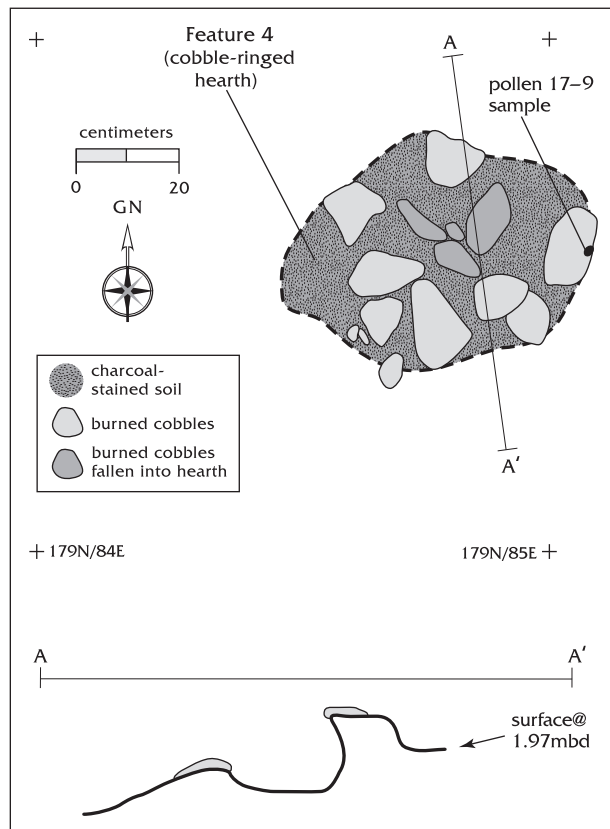 Feature 4
(cobble-ringed
hearth)
A
pollen 17–9
sample
centimeters
0 20
GN
charcoal-
stained soil
burned cobbles
burned cobbles
fallen into hearth
A'
179N/84E
179N/85E
A
A'
surface@
1.97mbd